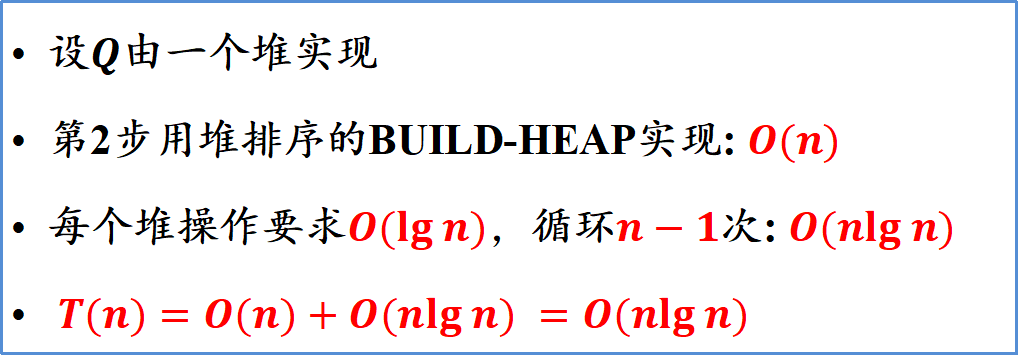 • 设Q由一个堆实现
• 第2步用堆排序的BUILD-HEAP实现: O(n)
• 每个堆操作要求O(lg n)，循环n − 1次: O(nlg n)
• T(n) = O(n) + O(nlg n) = O(nlg n)